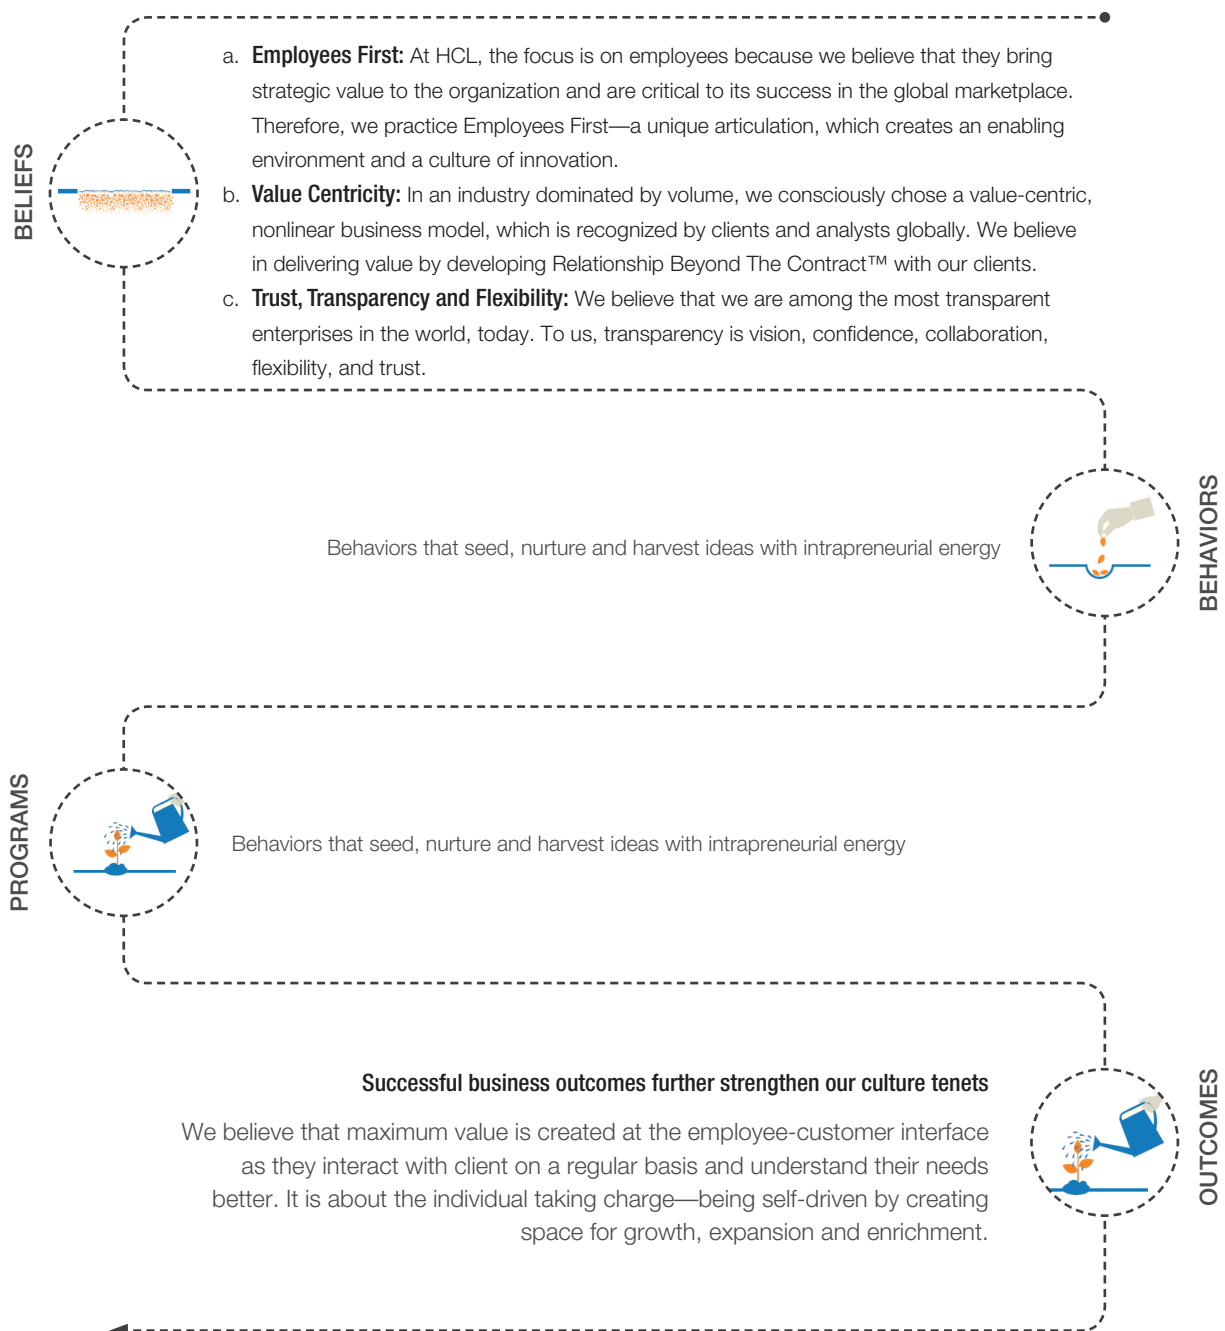 BELIEFS
a. Employees First: At HCL, the focus is on employees because we believe that they bring
strategic value to the organization and are critical to its success in the global marketplace.
Therefore, we practice Employees First—a unique articulation, which creates an enabling
environment and a culture of innovation.
b. Value Centricity: In an industry dominated by volume, we consciously chose a value-centric,
nonlinear business model, which is recognized by clients and analysts globally. We believe
in delivering value by developing Relationship Beyond The Contract™ with our clients.
c. Trust, Transparency and Flexibility: We believe that we are among the most transparent
enterprises in the world, today. To us, transparency is vision, confidence, collaboration,
flexibility, and trust.
Behaviors that seed, nurture and harvest ideas with intrapreneurial energy
BEHAVIORS
PROGRAMS
Behaviors that seed, nurture and harvest ideas with intrapreneurial energy
Successful business outcomes further strengthen our culture tenets
We believe that maximum value is created at the employee-customer interface
as they interact with client on a regular basis and understand their needs
better. It is about the individual taking charge—being self-driven by creating
space for growth, expansion and enrichment.
OUTCOMES